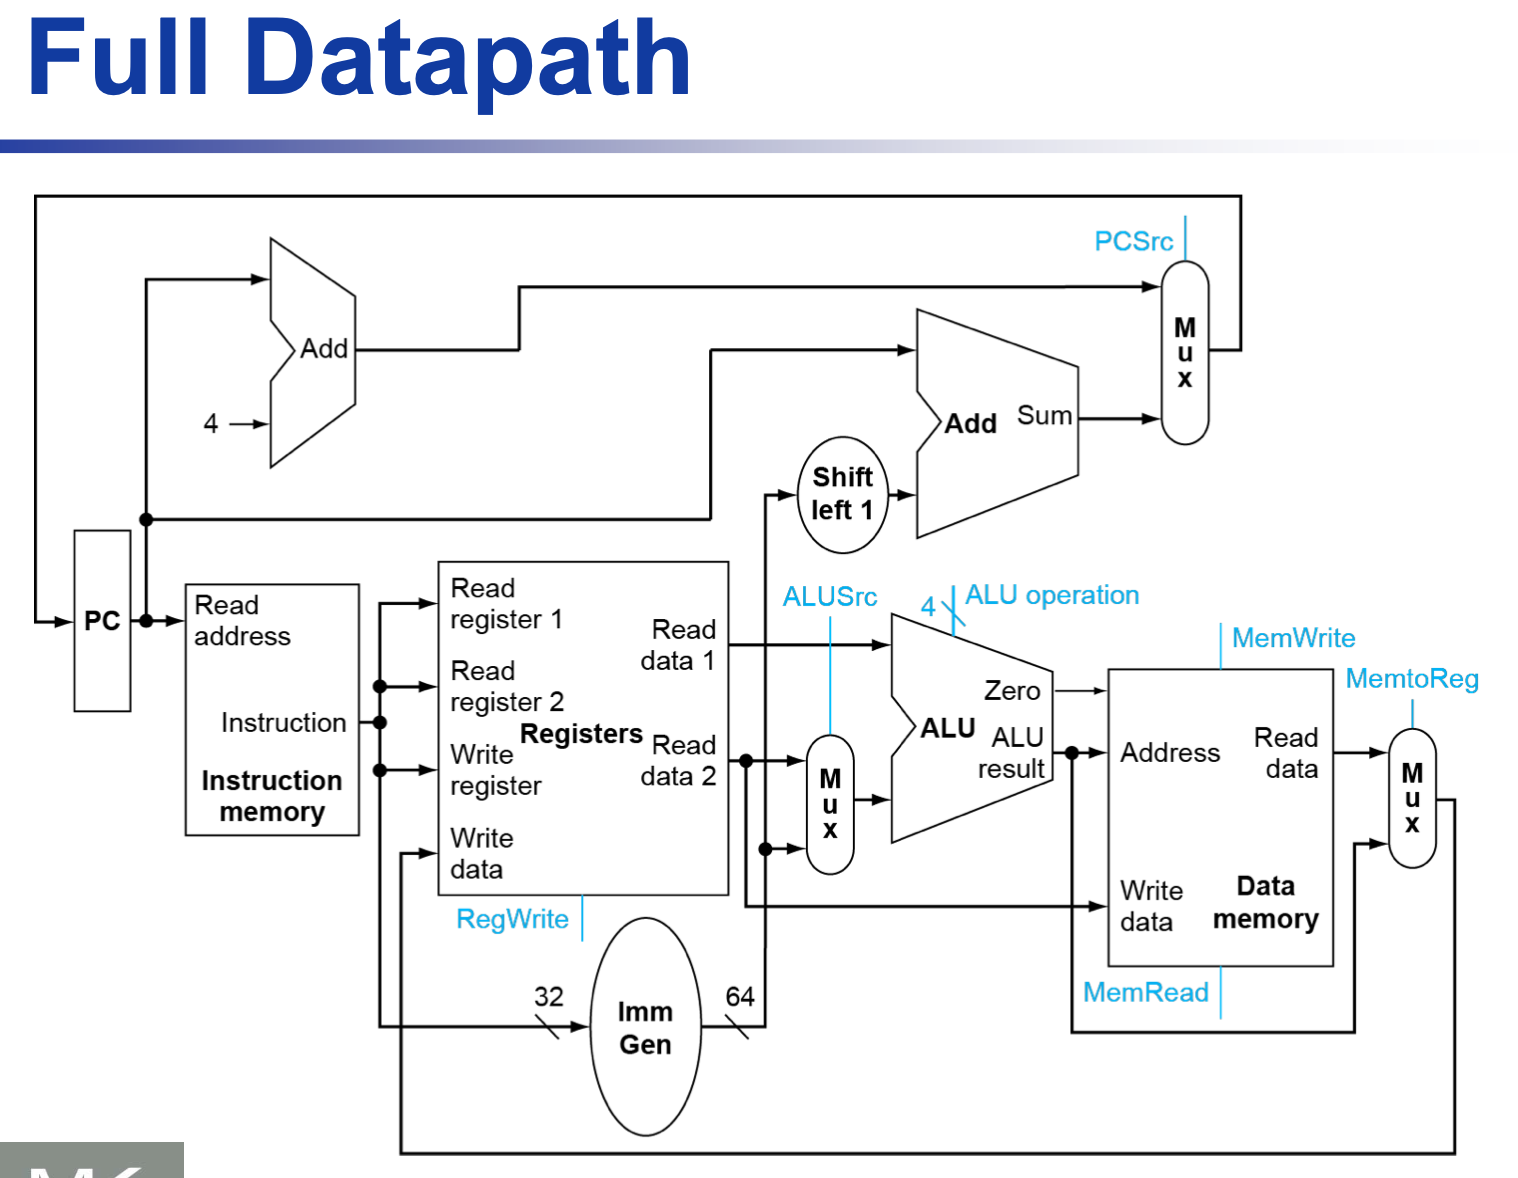 Full Datapath
PCSrc
M
u
x
Add
4
Add
Sum
Shift
left 1
PC
Read
address
Instruction
Instruction
memory
Read
register 1
Read
register 2
Write
register
Write
data
Registers
Read
data 1
Read
data 2
RegWrite
32
Imm
Gen
64
ALUSrc
M
u
x
4
ALU operation
Zero
ALU
ALU
result
MemWrite
Address
Read
data
Write
data
Data
memory
MemRead
MemtoReg
M
u
x